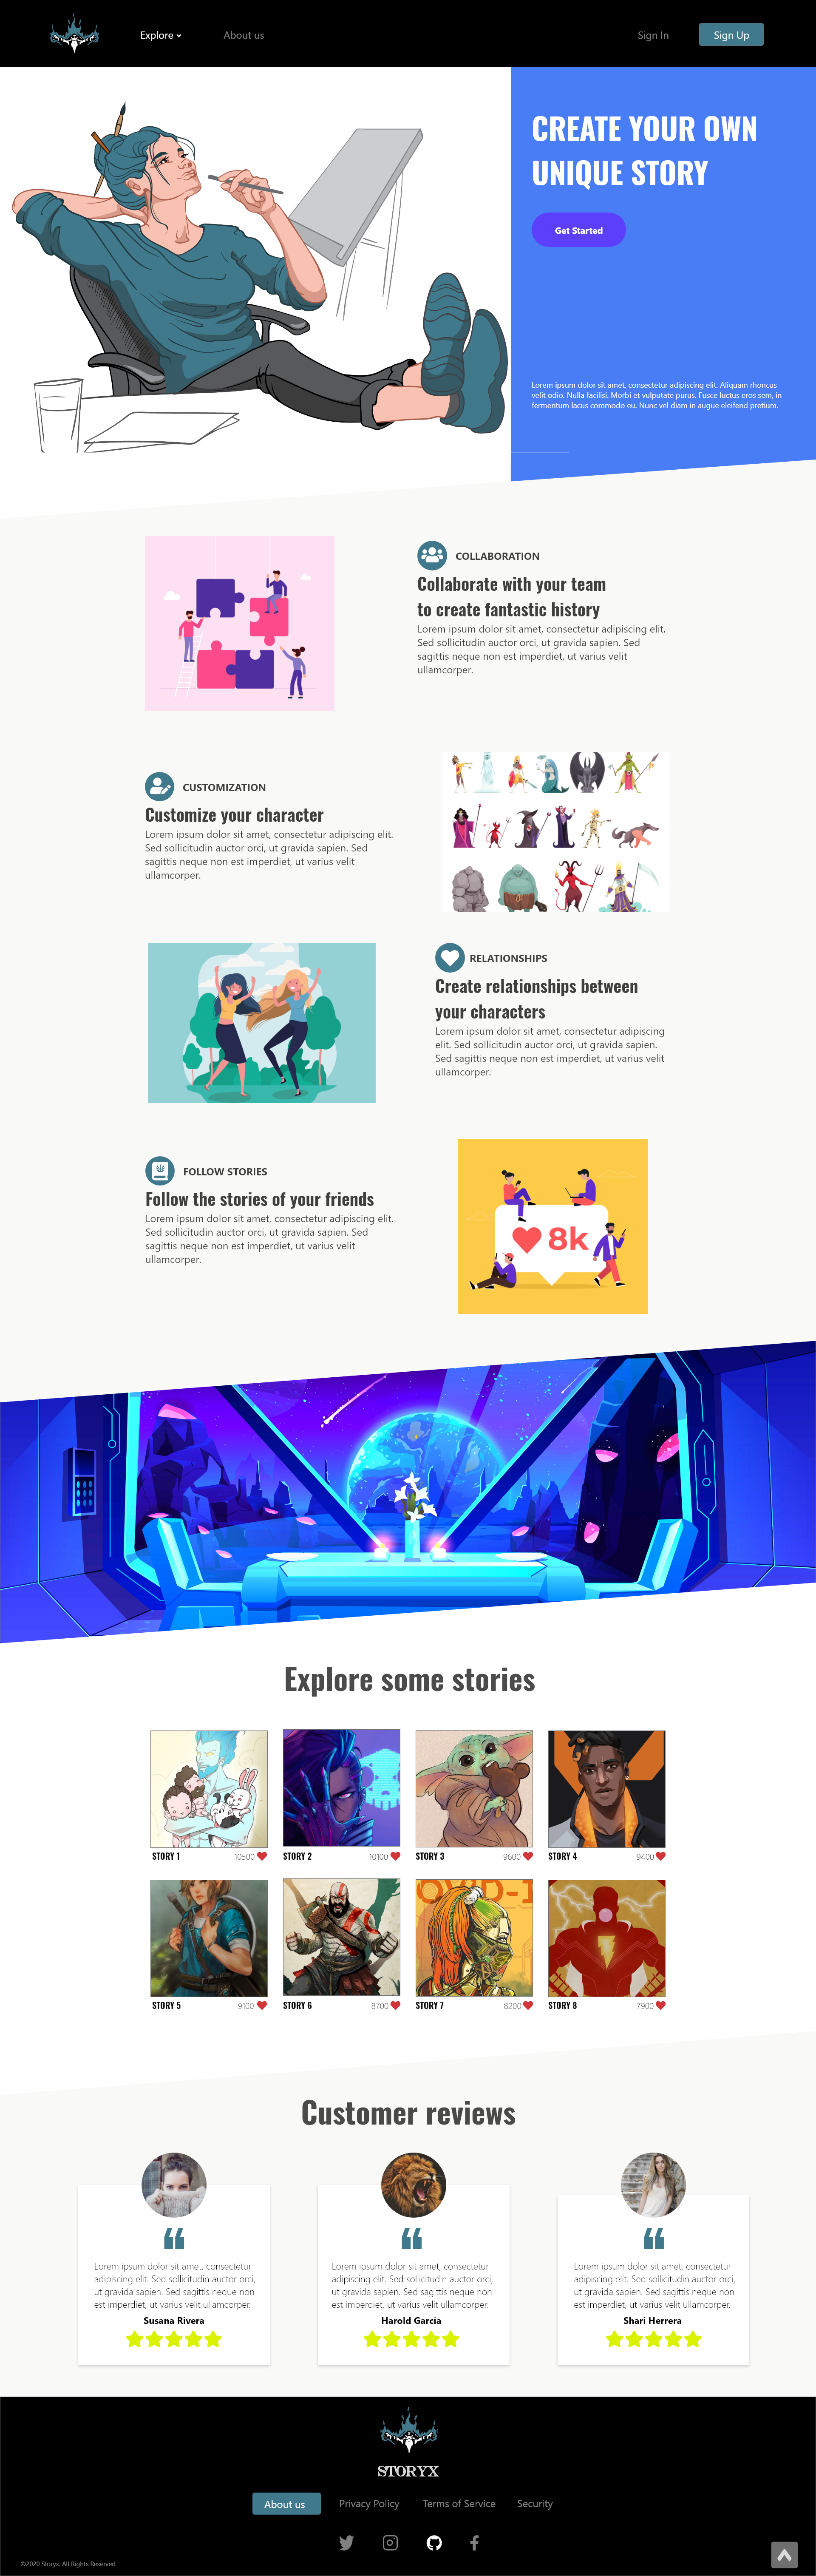 Explore
About us
Sign In
Sign Up
CREATE YOUR OWN
UNIQUE STORY
Get Started
Lorem ipsum dolor sit amet, consectetur adipiscing elit. Aliquam rhoncus
velit odio. Nulla facilisi. Morbi et vulputate purus. Fusce luctus eros sem, in
fermentum lacus commodo eu. Nunc vel diam in augue eleifend pretium.
COLLABORATION
Collaborate with your team
to create fantastic history
Lorem ipsum dolor sit amet, consectetur adipiscing elit.
Sed sollicitudin auctor orci, ut gravida sapien. Sed
sagittis neque non est imperdiet, ut varius velit
ullamcorper.
CUSTOMIZATION
Customize your character
Lorem ipsum dolor sit amet, consectetur adipiscing elit.
Sed sollicitudin auctor orci, ut gravida sapien. Sed
sagittis neque non est imperdiet, ut varius velit
ullamcorper.
RELATIONSHIPS
Create relationships between
your characters
Lorem ipsum dolor sit amet, consectetur adipiscing
elit. Sed sollicitudin auctor orci, ut gravida sapien.
Sed sagittis neque non est imperdiet, ut varius velit
ullamcorper.
FOLLOW STORIES
Follow the stories of your friends
Lorem ipsum dolor sit amet, consectetur adipiscing elit.
Sed sollicitudin auctor orci, ut gravida sapien. Sed
sagittis neque non est imperdiet, ut varius velit
ullamcorper.
8k
Explore some stories
STORY 1 10500
STORY 2 10100
STORY 3 9600
STORY 4 9400
OVID-1
STORY 5 9100
STORY 6 8700
STORY 7 8200
STORY 8 7900
Customer reviews
Lorem ipsum dolor sit amet, consectetur
adipiscing elit. Sed sollicitudin auctor orci,
ut gravida sapien. Sed sagittis neque non
est imperdiet, ut varius velit ullamcorper.
Susana Rivera
Lorem ipsum dolor sit amet, consectetur
adipiscing elit. Sed sollicitudin auctor orci,
ut gravida sapien. Sed sagittis neque non
est imperdiet, ut varius velit ullamcorper.
Harold García
Lorem ipsum dolor sit amet, consectetur
adipiscing elit. Sed sollicitudin auctor orci,
ut gravida sapien. Sed sagittis neque non
est imperdiet, ut varius velit ullamcorper.
Shari Herrera
STORYX
About us
Privacy Policy
Terms of Service
Security
©2020 Storyx. All Rights Reserved